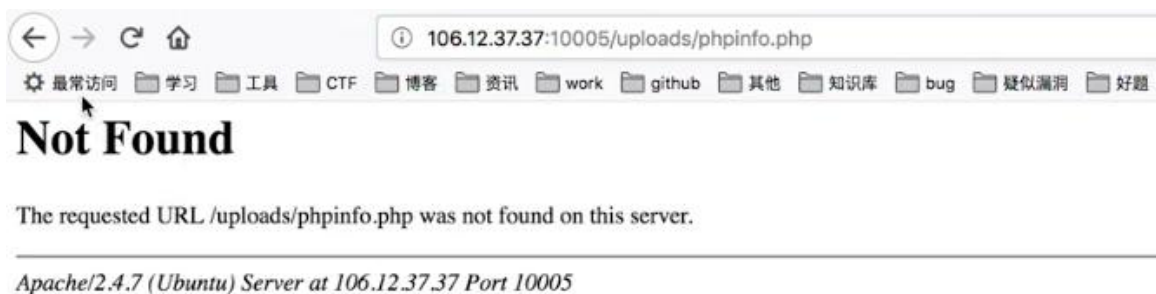 106.12.37.37:10005/uploads/phpinfo.php
最常访问 学习 工具 CTF 博客 资讯 work github 其他 知识库 bug 疑似漏洞 好题
Not Found
The requested URL /uploads/phpinfo.php was not found on this server.
Apache/2.4.7 (Ubuntu) Server at 106.12.37.37 Port 10005